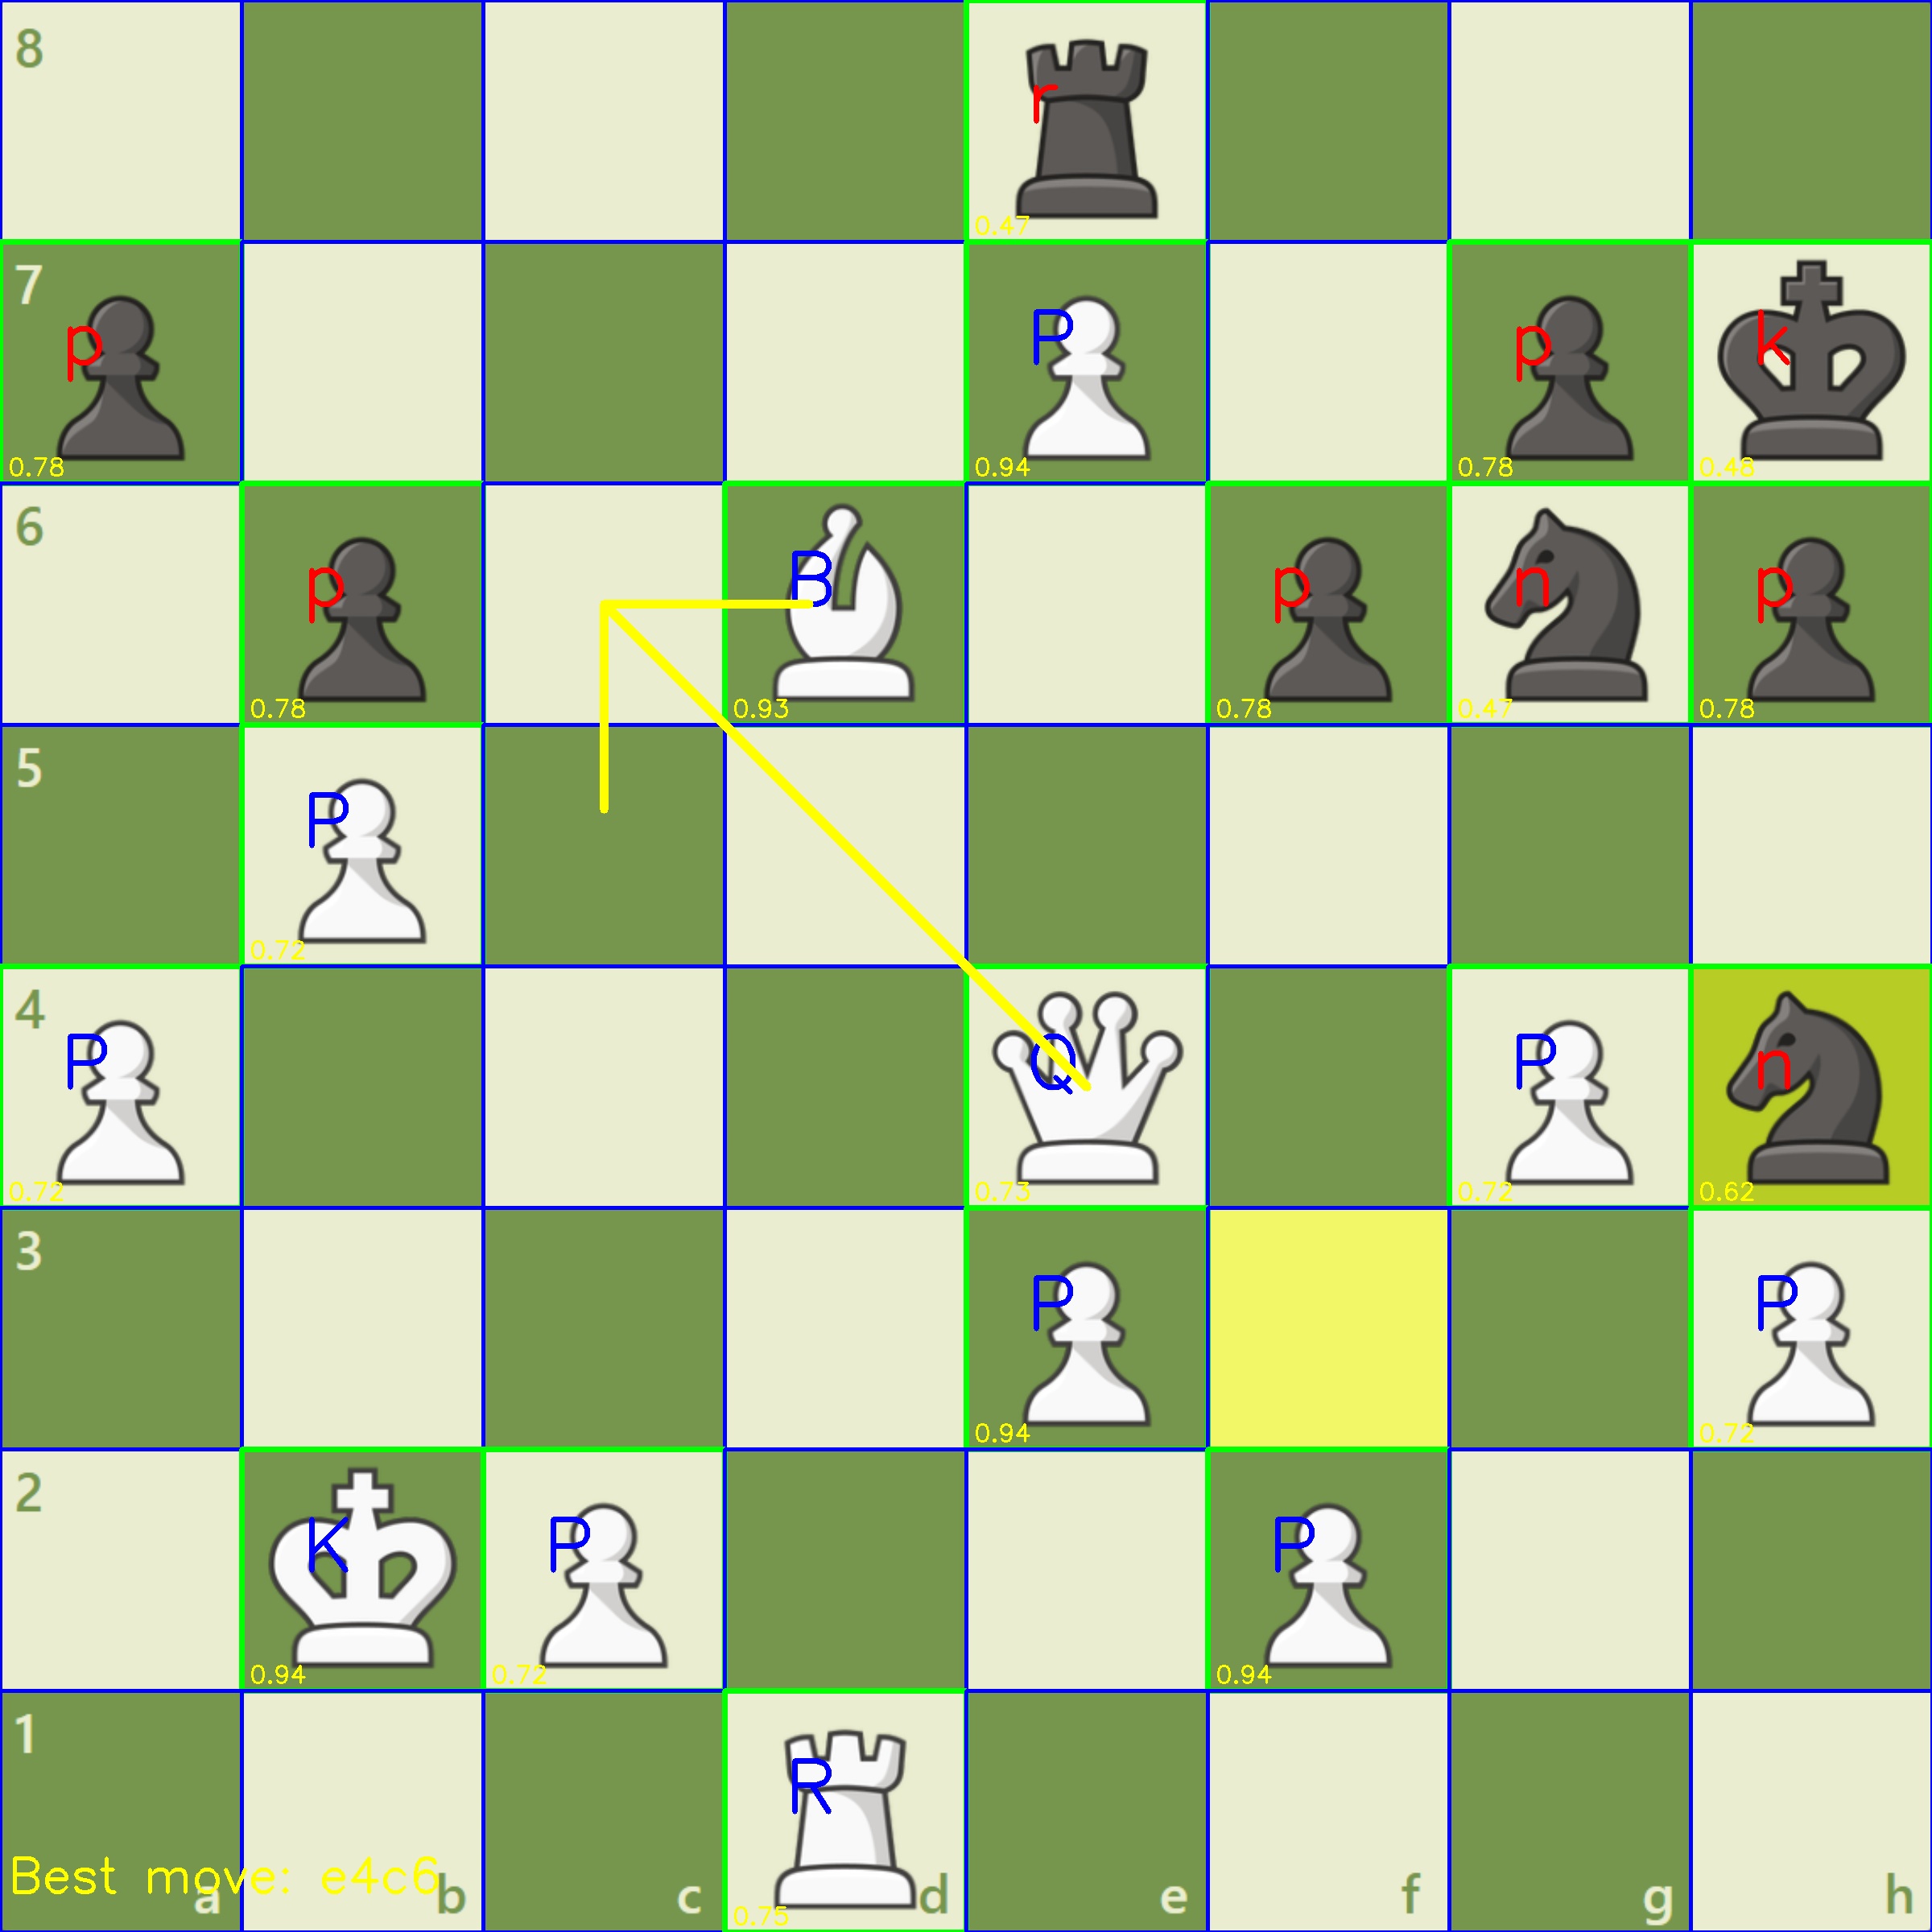 8
r
0.47
7
p P p k
0.78 0.94 0.78 0.48
6
p B p n p
0.78 0.93 0.78 0.47 0.78
5
P
0.72
4
P Q P n
0.72 0.73 0.72 0.62
3
P P
0.94 0.72
2
K P P
0.94 0.72 0.94
1
R
Best move: e4c6
a b c d e f g h
0.75